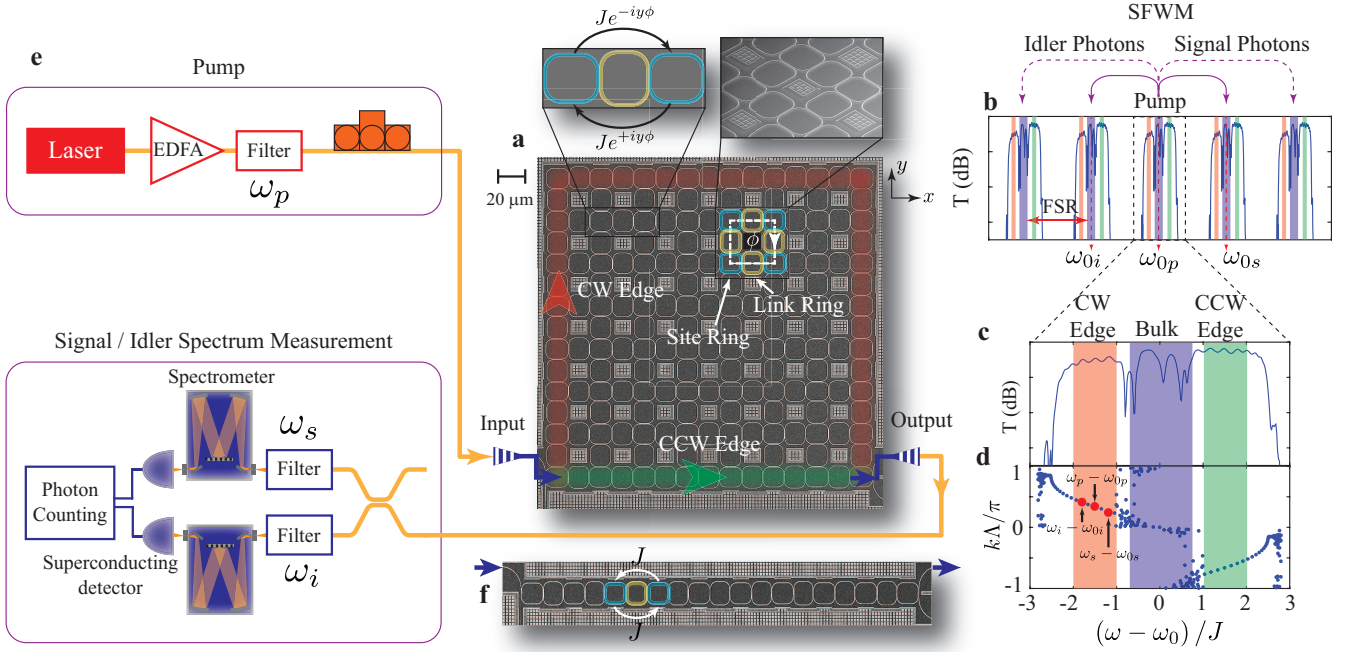 e
Pump
Laser
EDFA
Filter
ω_p
Signal / Idler Spectrum Measurement
Spectrometer
ω_s
Filter
Photon
Counting
Filter
Superconducting
detector
ω_i
Je^{-iyϕ}
Je^{+iyϕ}
a
20 μm
y
x
ϕ
CW Edge
Link Ring
Site Ring
Input
CCW Edge
Output
f
J
J
SFWM
Idler Photons
Signal Photons
b
Pump
T (dB)
FSR
ω_{0i}
ω_{0p}
ω_{0s}
c
CW
Edge
Bulk
CCW
Edge
T (dB)
d
1
0
-1
kΛ/π
ω_p − ω_{0p}
ω_i − ω_{0i}
ω_s − ω_{0s}
-3 -2 -1 0 1 2 3
(ω − ω_0) / J